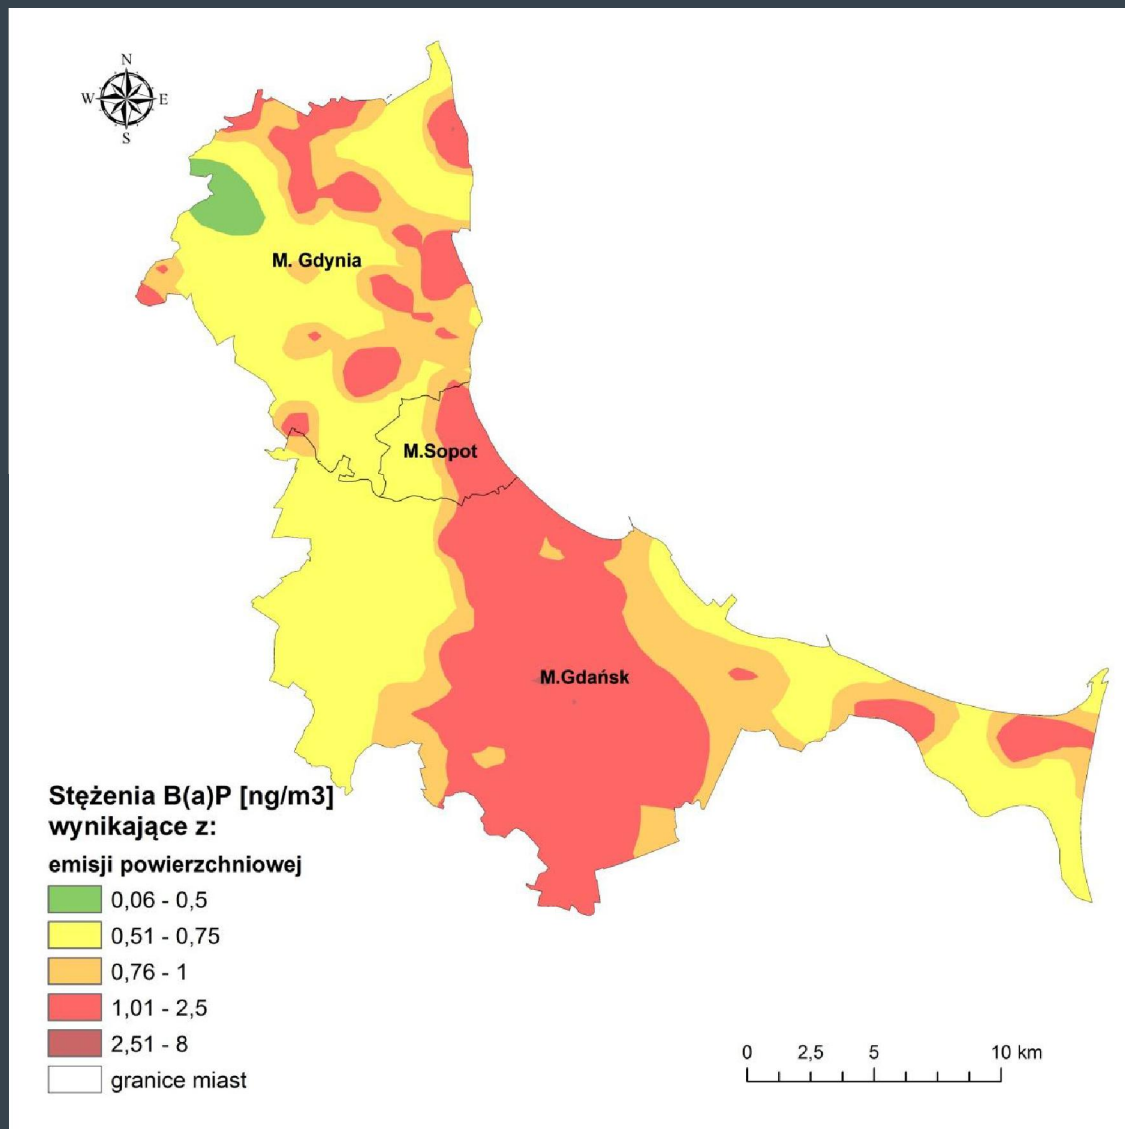 N
W E
S
M. Gdynia
M.Sopot
M.Gdańsk
Stężenia B(a)P [ng/m3]
wynikające z:
emisji powierzchniowej
0,06 - 0,5
0,51 - 0,75
0,76 - 1
1,01 - 2,5
2,51 - 8
granice miast
0 2,5 5 10 km